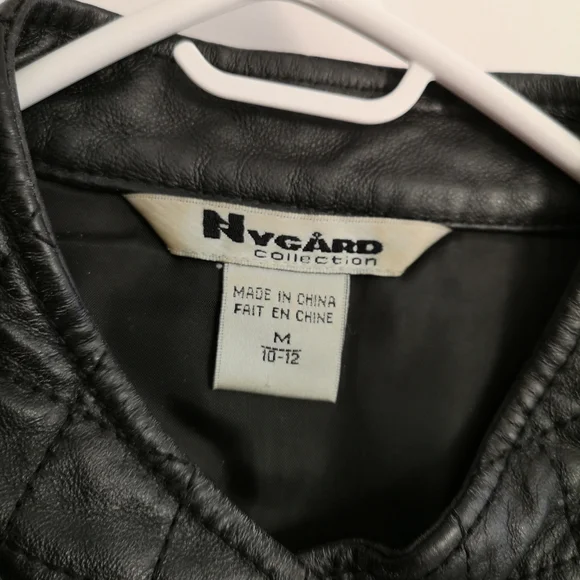 NYGÅRD
Collection
MADE IN CHINA
FAIT EN CHINE
M
10-12